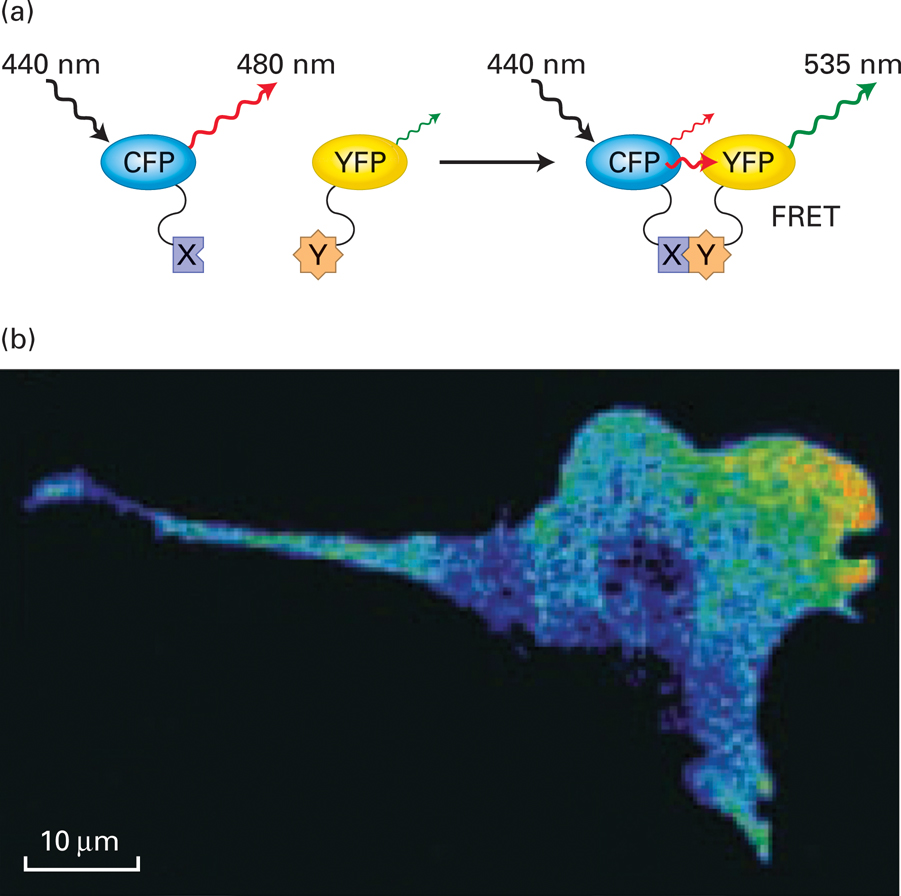 (a)
440 nm 480 nm 440 nm 535 nm
CFP YFP CFP YFP
FRET
X Y X Y
(b)
10 μm